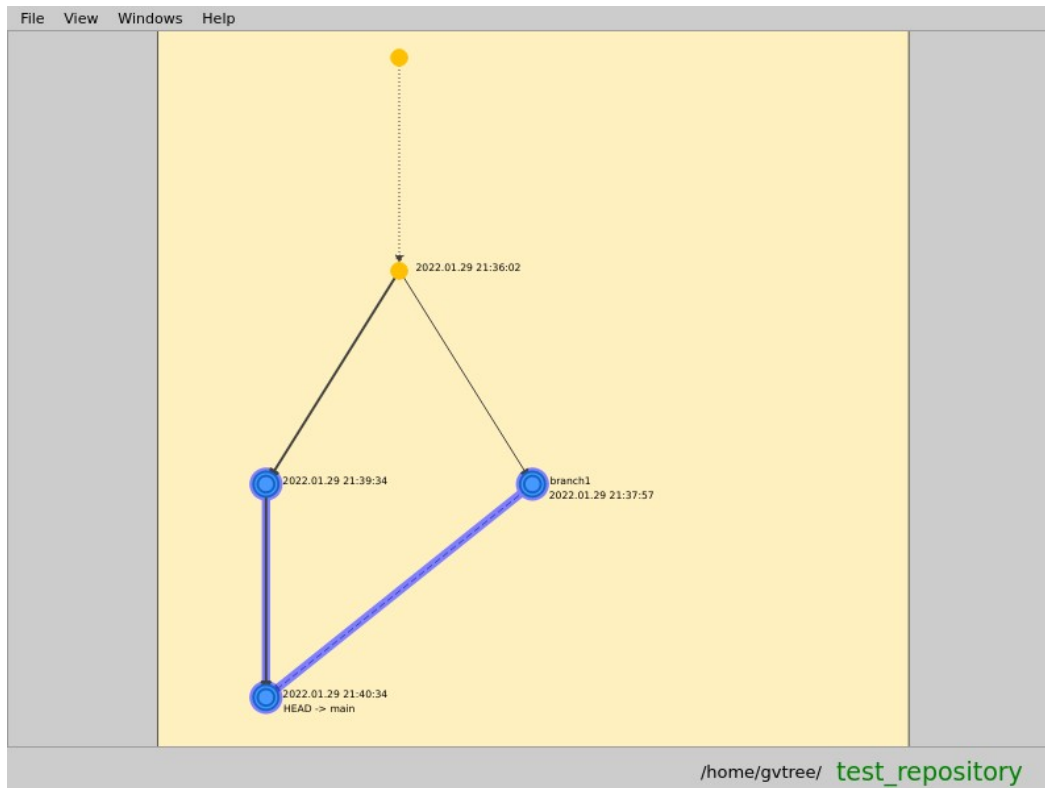 File View Windows Help
2022.01.29 21:36:02
2022.01.29 21:39:34
branch1
2022.01.29 21:37:57
2022.01.29 21:40:34
HEAD -> main
/home/gvtree/ test_repository